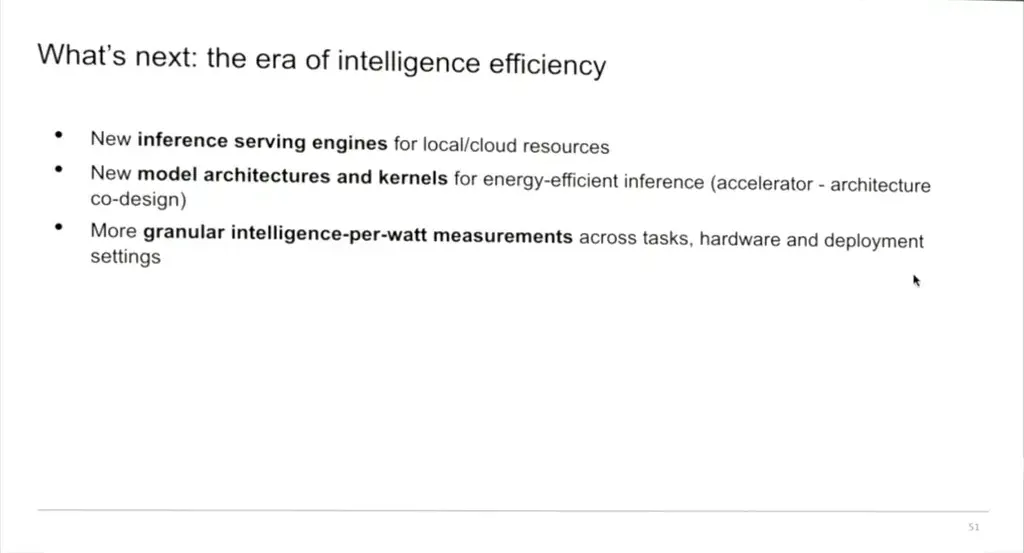 What's next: the era of intelligence efficiency
• New inference serving engines for local/cloud resources
• New model architectures and kernels for energy-efficient inference (accelerator - architecture
co-design)
• More granular intelligence-per-watt measurements across tasks, hardware and deployment
settings
51